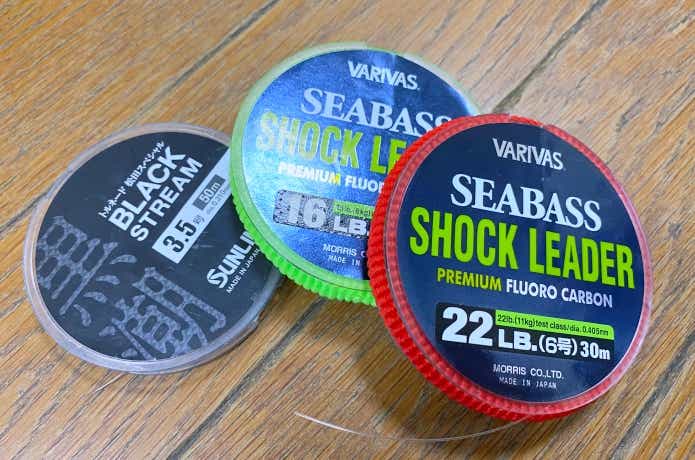 トルネード 松田スペシャル
BLACK
STREAM
3.5号 50m
SUNLINE
MADE IN JAPAN
黒潮
VARIVAS
SEABASS
SHOCK LE
PREMIUM FLUORO
16 LB.
MORRIS CO.
MADE IN
VARIVAS
SEABASS
SHOCK LEADER
PREMIUM FLUORO CARBON
22lb.(11kg)test class/dia. 0.405mm
22 LB.(6号)30m
MORRIS CO.,LTD.
MADE IN JAPAN